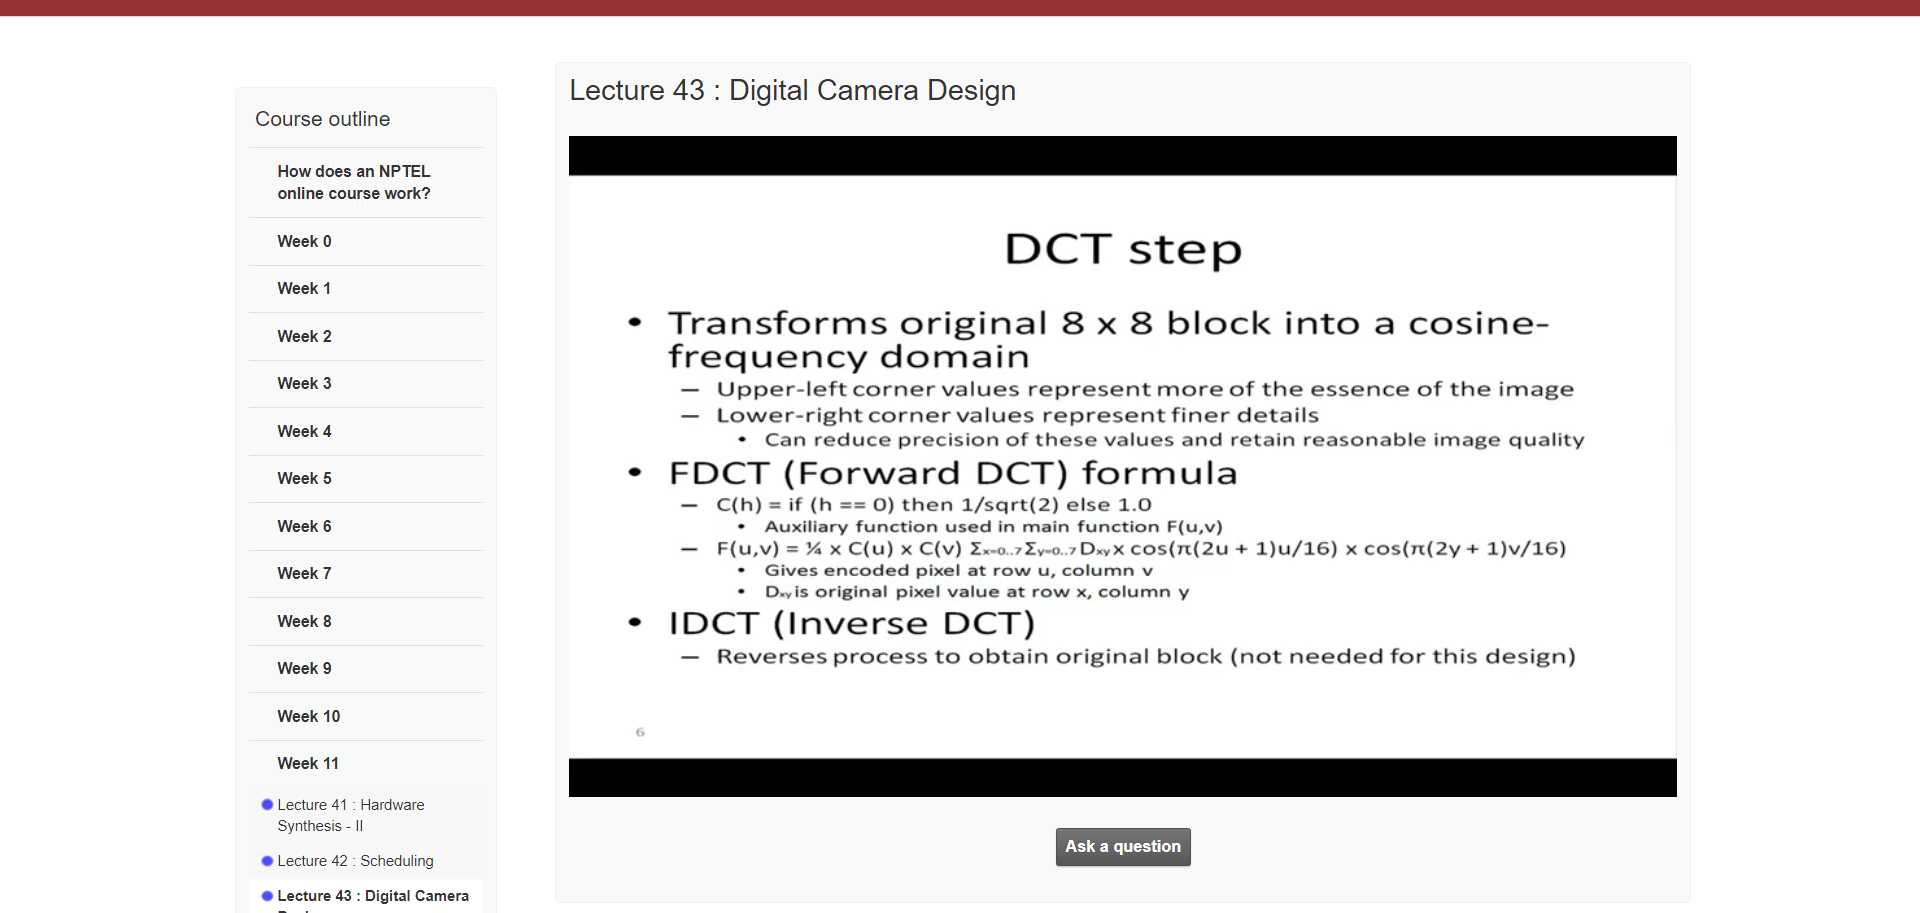 Course outline
How does an NPTEL
online course work?
Week 0
Week 1
Week 2
Week 3
Week 4
Week 5
Week 6
Week 7
Week 8
Week 9
Week 10
Week 11
Lecture 41 : Hardware
Synthesis - II
Lecture 42 : Scheduling
Lecture 43 : Digital Camera
Lecture 43 : Digital Camera Design
DCT step
• Transforms original 8 x 8 block into a cosine-
frequency domain
– Upper-left corner values represent more of the essence of the image
– Lower-right corner values represent finer details
• Can reduce precision of these values and retain reasonable image quality
• FDCT (Forward DCT) formula
– C(h) = if (h == 0) then 1/sqrt(2) else 1.0
• Auxiliary function used in main function F(u,v)
– F(u,v) = ¼ x C(u) x C(v) Σx=0..7 Σy=0..7 Dxy x cos(π(2u + 1)u/16) x cos(π(2y + 1)v/16)
• Gives encoded pixel at row u, column v
• Dxy is original pixel value at row x, column y
• IDCT (Inverse DCT)
– Reverses process to obtain original block (not needed for this design)
6
Ask a question